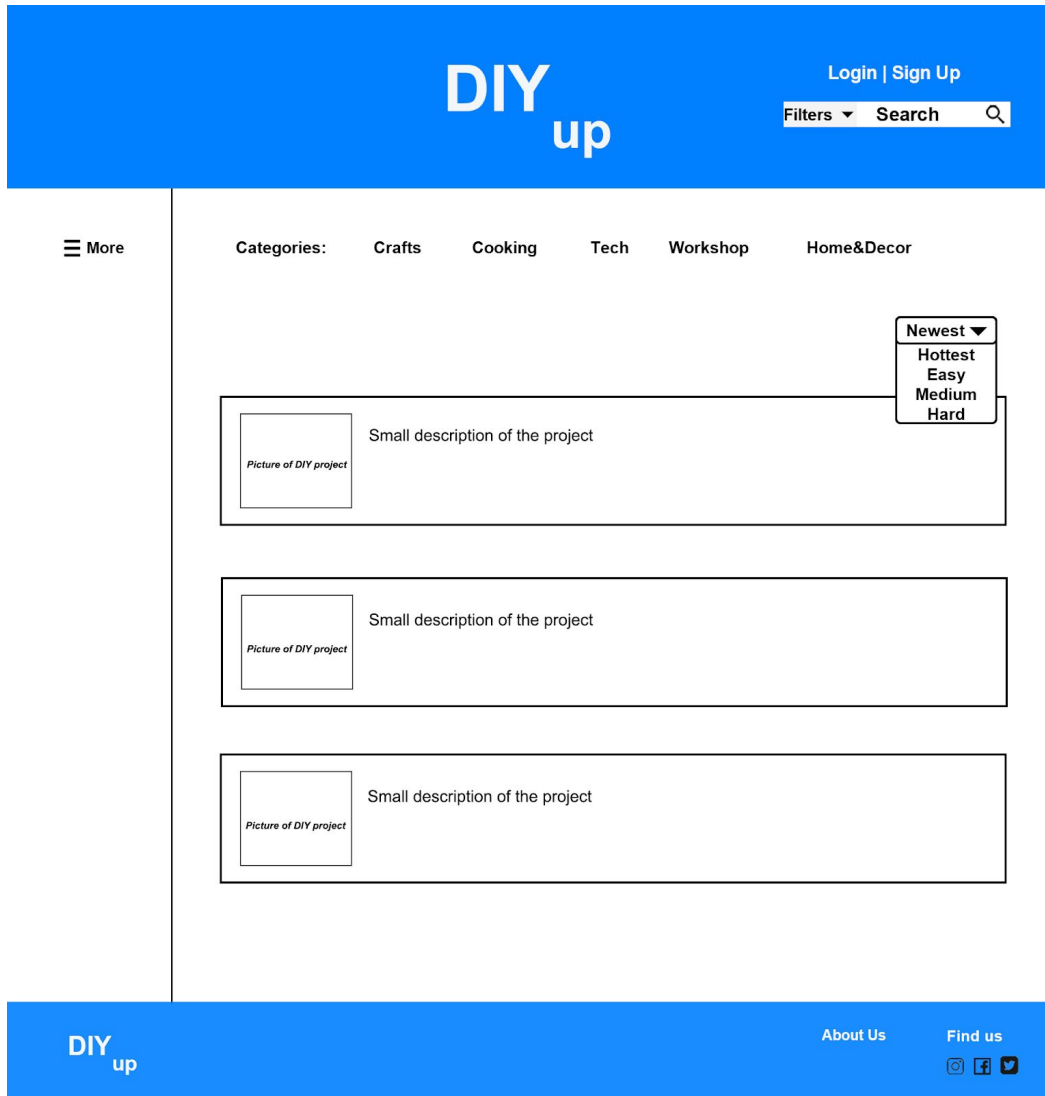 DIY
up
Login | Sign Up
Filters Search
More
Categories: Crafts Cooking Tech Workshop Home&Decor
Newest
Hottest
Easy
Medium
Hard
Picture of DIY project
Small description of the project
Picture of DIY project
Small description of the project
Picture of DIY project
Small description of the project
DIY
up
About Us
Find us